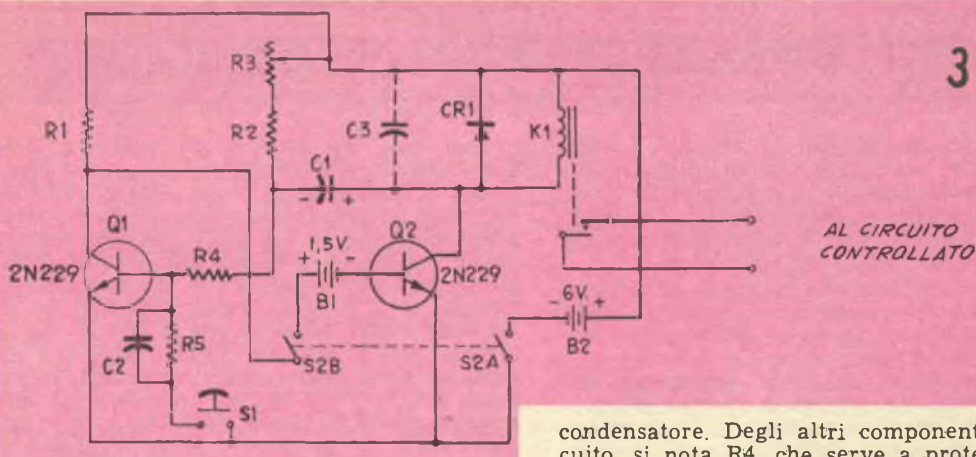 3
R3
R1
R2
C3
CR1
K1
C1
- +
Q1
Q2
AL CIRCUITO
CONTROLLATO
2N229
R4
+ 1,5V. -
B1
2N229
- 6V. +
B2
C2
R5
S2B
S2A
S1
condensatore. Degli altri component
cuito, si nota R4, che serve a prote